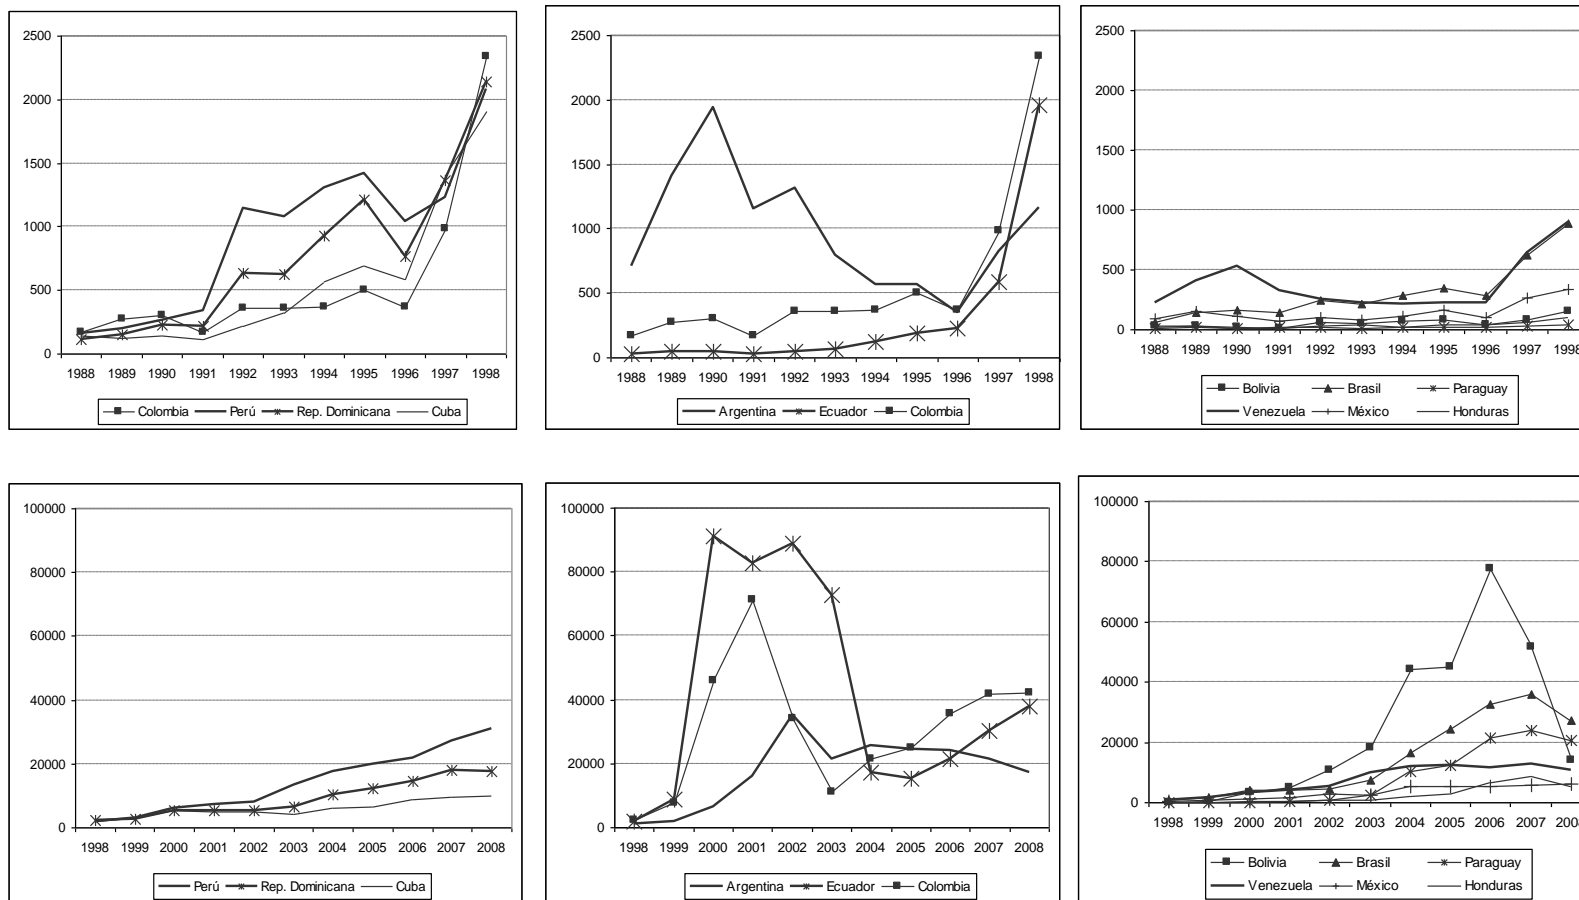 2500
2000
1500
1000
500
0
1988 1989 1990 1991 1992 1993 1994 1995 1996 1997 1998
Colombia Perú Rep. Dominicana Cuba
2500
2000
1500
1000
500
0
1988 1989 1990 1991 1992 1993 1994 1995 1996 1997 1998
Argentina Ecuador Colombia
2500
2000
1500
1000
500
0
1988 1989 1990 1991 1992 1993 1994 1995 1996 1997 1998
Bolivia Brasil Paraguay
Venezuela México Honduras
100000
80000
60000
40000
20000
0
1998 1999 2000 2001 2002 2003 2004 2005 2006 2007 2008
Perú Rep. Dominicana Cuba
100000
80000
60000
40000
20000
0
1998 1999 2000 2001 2002 2003 2004 2005 2006 2007 2008
Argentina Ecuador Colombia
100000
80000
60000
40000
20000
0
1998 1999 2000 2001 2002 2003 2004 2005 2006 2007 2008
Bolivia Brasil Paraguay
Venezuela México Honduras